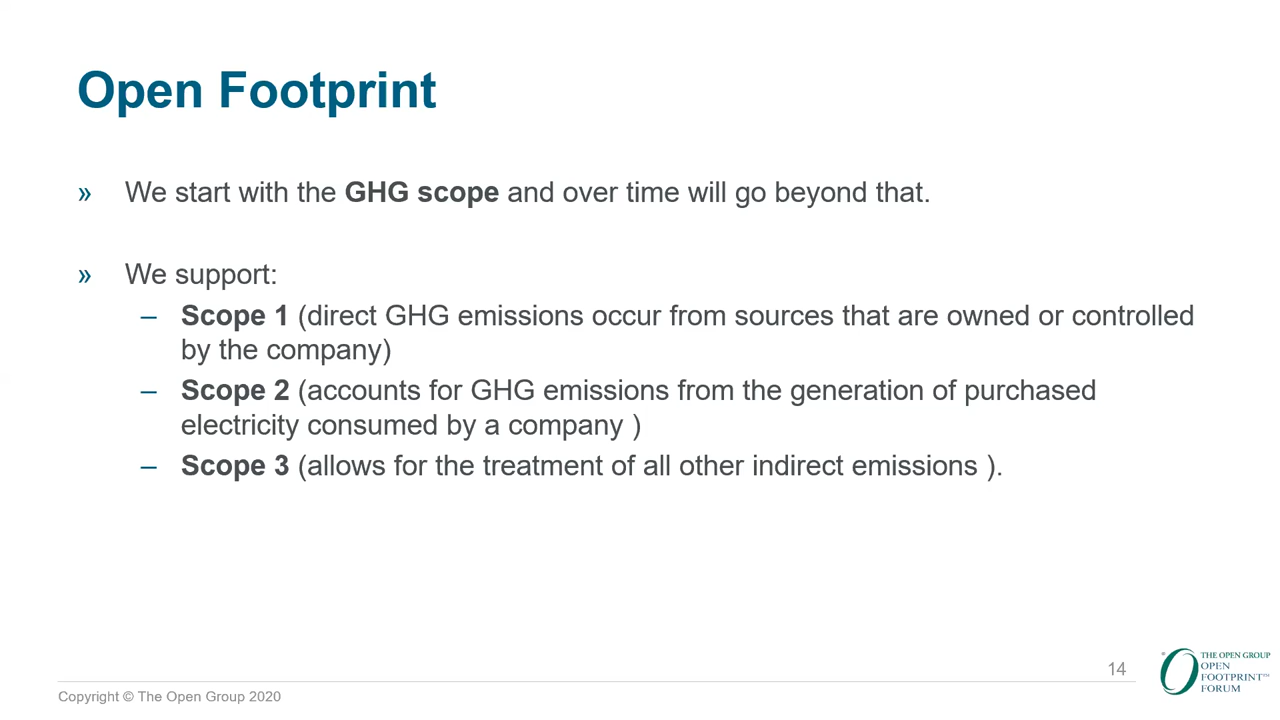 Open Footprint
» We start with the GHG scope and over time will go beyond that.
» We support:
– Scope 1 (direct GHG emissions occur from sources that are owned or controlled
by the company)
– Scope 2 (accounts for GHG emissions from the generation of purchased
electricity consumed by a company )
– Scope 3 (allows for the treatment of all other indirect emissions ).
14
Copyright © The Open Group 2020
® THE OPEN GROUP
OPEN
FOOTPRINT™
FORUM